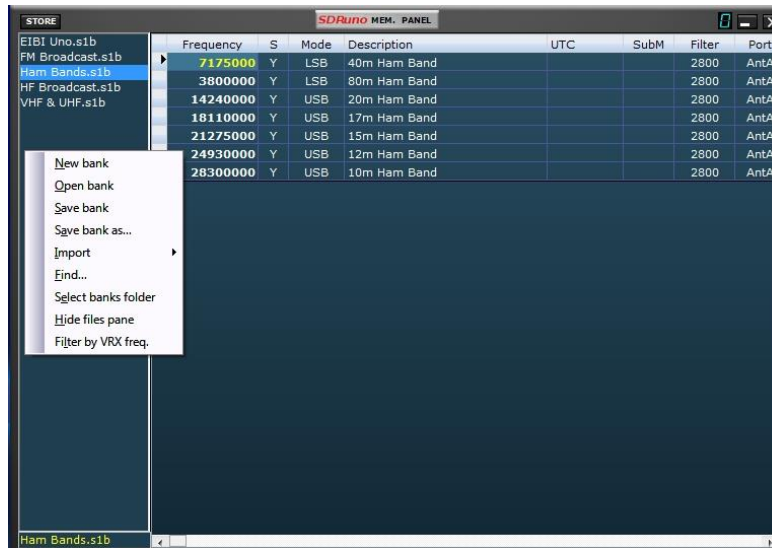 STORE SDRuno MEM. PANEL 0
EIBI Uno.s1b
FM Broadcast.s1b
Ham Bands.s1b
HF Broadcast.s1b
VHF & UHF.s1b
Frequency S Mode Description UTC SubM Filter Port
7175000 Y LSB 40m Ham Band 2800 AntA
3800000 Y LSB 80m Ham Band 2800 AntA
14240000 Y USB 20m Ham Band 2800 AntA
18110000 Y USB 17m Ham Band 2800 AntA
21275000 Y USB 15m Ham Band 2800 AntA
24930000 Y USB 12m Ham Band 2800 AntA
28300000 Y USB 10m Ham Band 2800 AntA
New bank
Open bank
Save bank
Save bank as...
Import
Find...
Select banks folder
Hide files pane
Filter by VRX freq.
Ham Bands.s1b